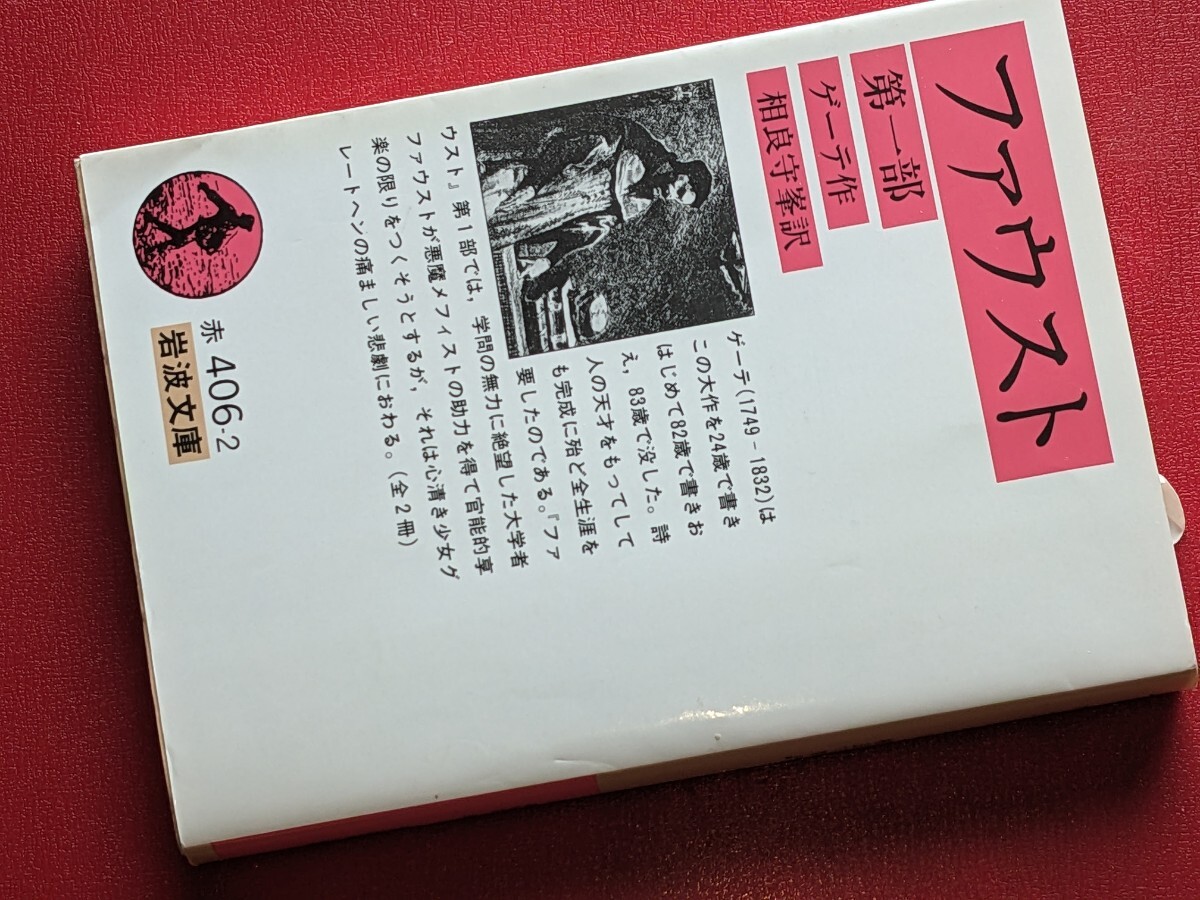 ファウスト
第一部
ゲーテ作
相良守峯訳
ゲーテ(1749-1832)は
この大作を24歳で書き
はじめて82歳で書きお
え，83歳で没した。詩
人の天才をもってして
も完成に殆ど全生涯を
要したのである。『ファ
ウスト』第1部では，学問の無力に絶望した大学者
ファウストが悪魔メフィストの助力を得て官能的享
楽の限りをつくそうとするが，それは心清き少女グ
レートヘンの痛ましい悲劇におわる。(全2冊)
赤 406-2
岩波文庫